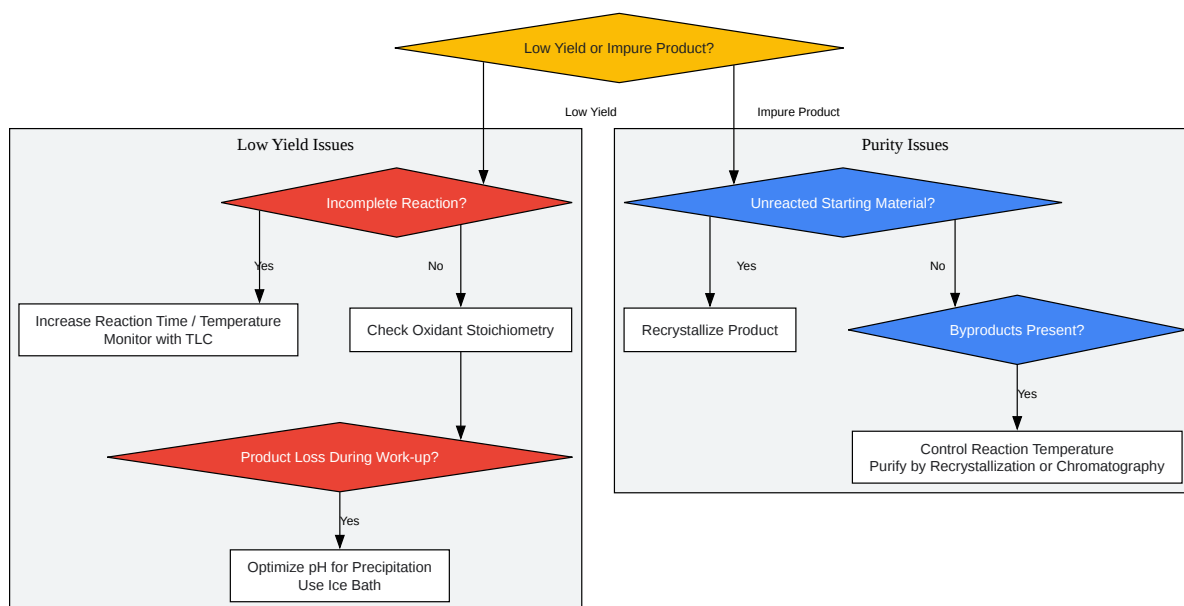 Low Yield or Impure Product?
Low Yield
Impure Product
Low Yield Issues
Incomplete Reaction?
Yes
No
Increase Reaction Time / Temperature
Monitor with TLC
Check Oxidant Stoichiometry
Product Loss During Work-up?
Yes
Optimize pH for Precipitation
Use Ice Bath
Purity Issues
Unreacted Starting Material?
Yes
No
Recrystallize Product
Byproducts Present?
Yes
Control Reaction Temperature
Purify by Recrystallization or Chromatography